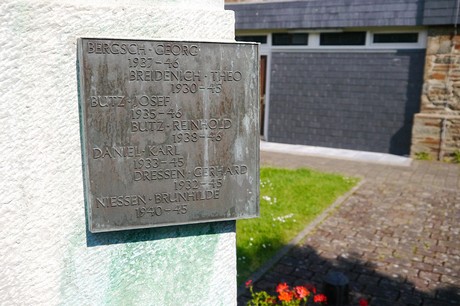 BERGSCH · GEORG
1937-46
BREIDENICH · THEO
1930-45
BUTZ · JOSEF
1935-46
BUTZ · REINHOLD
1938-46
DANIEL · KARL
1933-45
DRESSEN · GERHARD
1932-45
NIESSEN · BRUNHILDE
1940-45